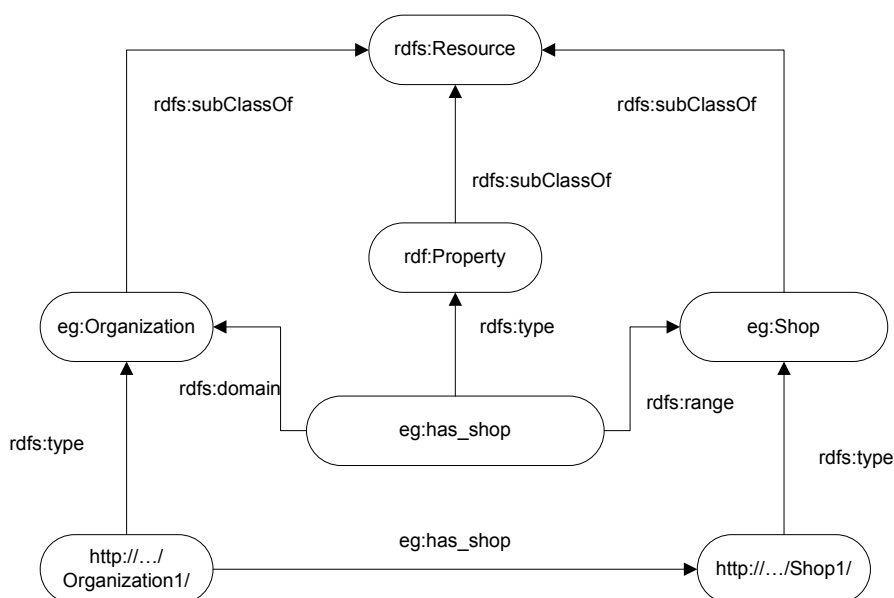 rdfs:Resource
rdfs:subClassOf
rdfs:subClassOf
rdfs:subClassOf
rdf:Property
eg:Organization
rdfs:type
eg:Shop
rdfs:domain
rdfs:range
eg:has_shop
rdfs:type
rdfs:type
eg:has_shop
http://…/
Organization1/
http://…/Shop1/